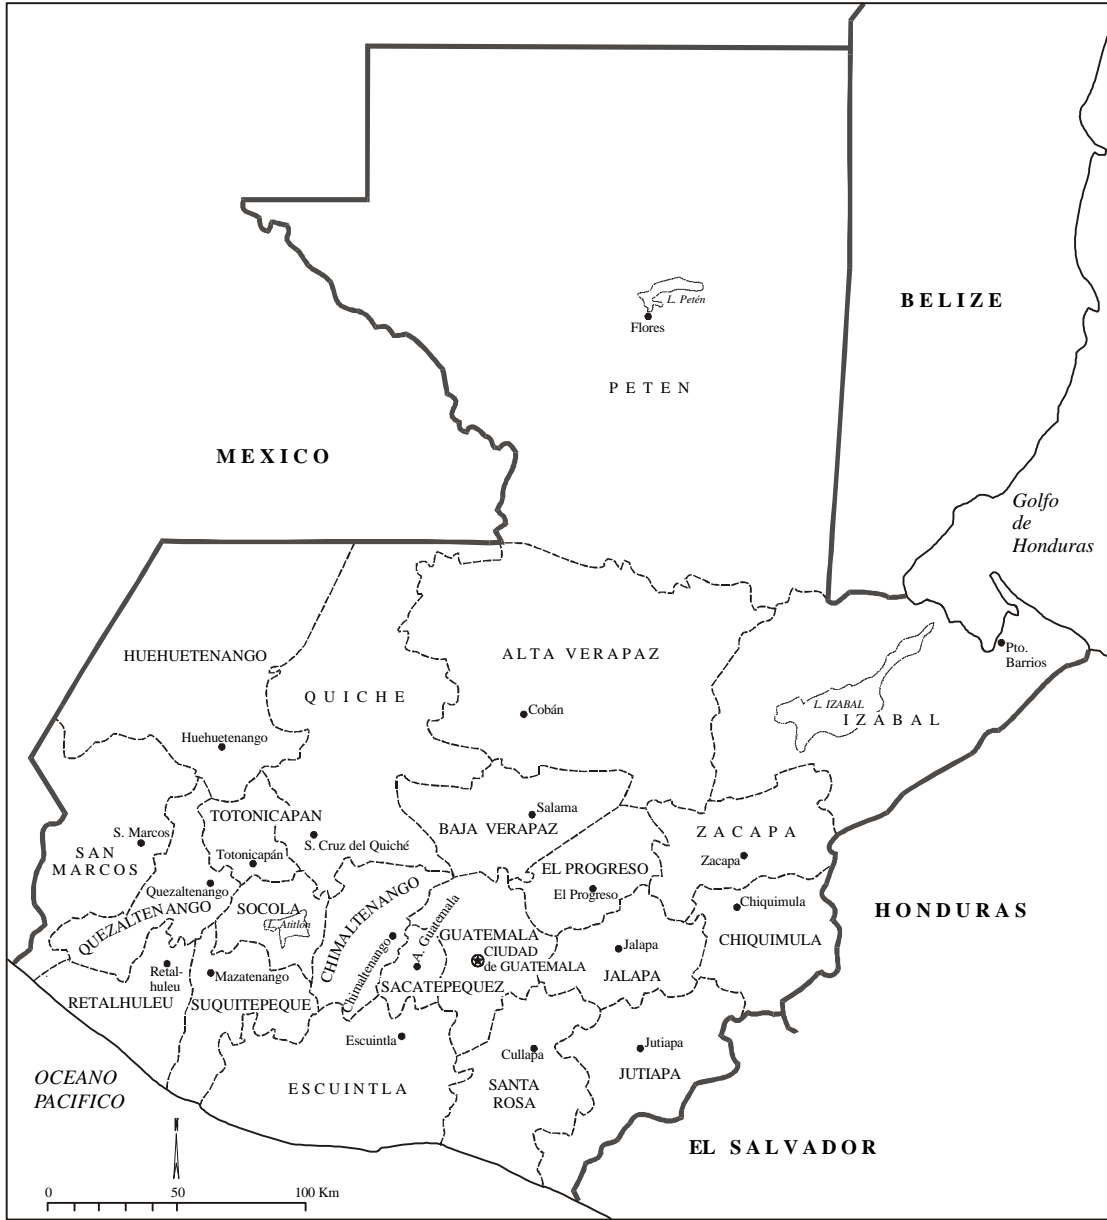 L. Petén
Flores
BELIZE
PETEN
MEXICO
Golfo
de
Honduras
HUEHUETENANGO
ALTA VERAPAZ
Pto.
Barrios
QUICHE
L. IZABAL
IZABAL
Cobán
Huehuetenango
Salama
BAJA VERAPAZ
TOTONICAPAN
S. Marcos
SAN
MARCOS
S. Cruz del Quiché
Totonicapán
ZACAPA
Zacapa
EL PROGRESO
El Progreso
Quezaltenango
QUEZALTENANGO
SOCOLA
L. Atitlón
CHIMALTENANGO
Chimaltenango
A. Guatemala
GUATEMALA
CIUDAD
de GUATEMALA
Chiquimula
CHIQUIMULA
HONDURAS
Jalapa
JALAPA
Retal-
huleu
RETALHULEU
Mazatenango
SUQUITEPEQUE
SACATEPEQUEZ
Escuintla
ESCUINTLA
Cullapa
SANTA
ROSA
Jutiapa
JUTIAPA
OCEANO
PACIFICO
EL SALVADOR
N
0 50 100 Km